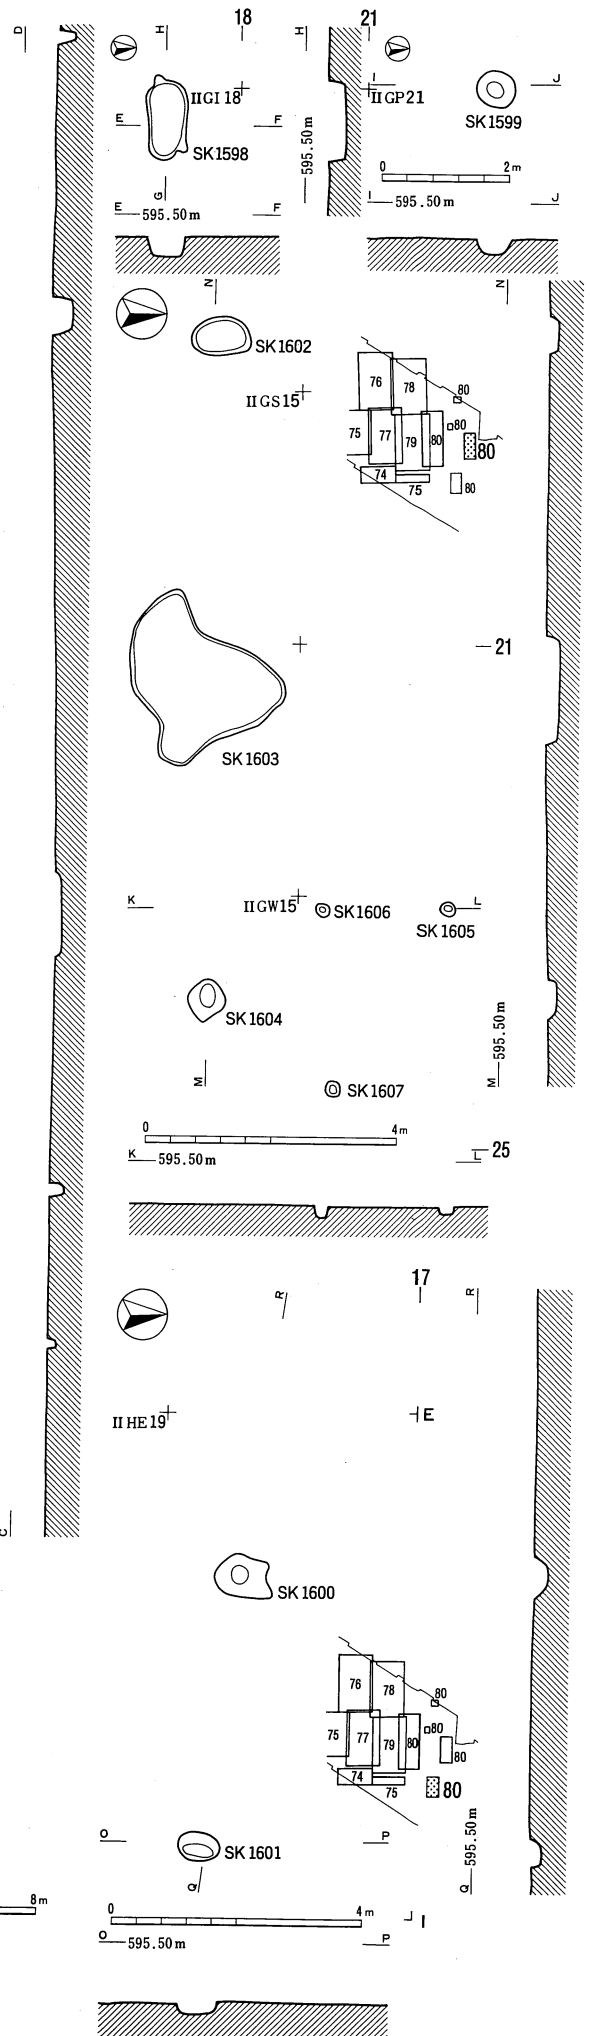 D
H
18
H
21
IIGI 18
E
F
SK1598
G
E
595.50m
F
595.50m
I
J
IIGP21
SK1599
0
2m
I
595.50m
J
N
N
SK1602
IIGS15
76
78
80
75
77
79
80
80
80
74
75
80
21
SK1603
K
IIGW15
SK1606
L
SK1605
SK1604
M
M
595.50m
SK1607
0
4m
25
K
595.50m
L
R
17
R
IIHE19
E
C
SK1600
76
78
80
75
77
79
80
80
80
74
75
80
O
SK1601
P
595.50m
Q
Q
8m
0
4m
I
O
595.50m
P